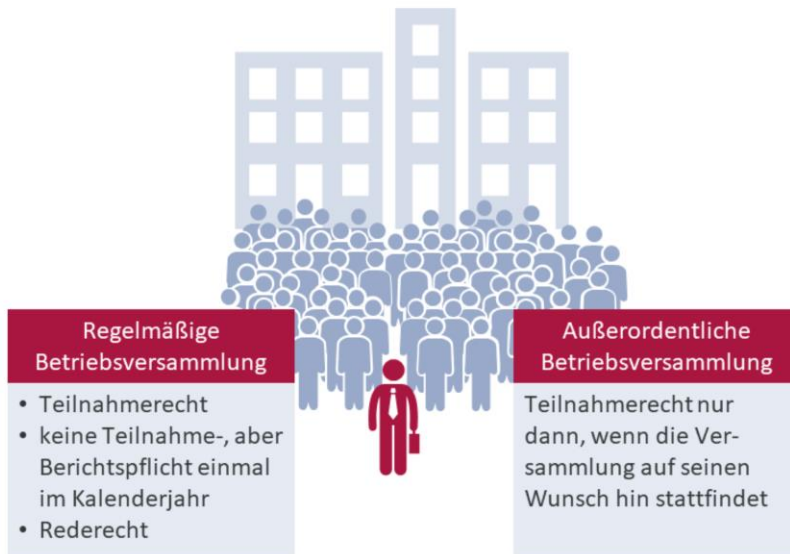 Regelmäßige
Betriebsversammlung
• Teilnahmerecht
• keine Teilnahme-, aber
Berichtspflicht einmal
im Kalenderjahr
• Rederecht
Außerordentliche
Betriebsversammlung
Teilnahmerecht nur
dann, wenn die Ver-
sammlung auf seinen
Wunsch hin stattfindet